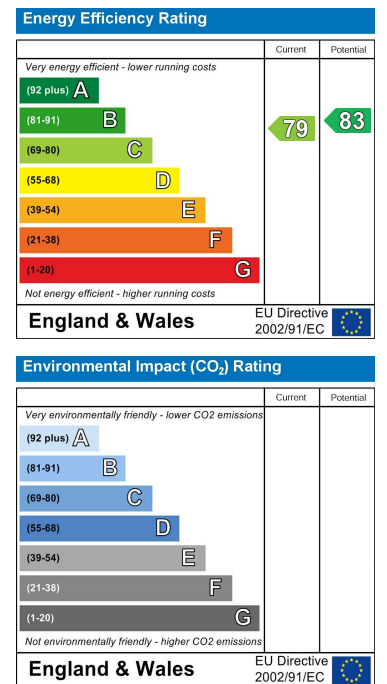 Energy Efficiency Rating
Current Potential
Very energy efficient - lower running costs
(92 plus) A
(81-91) B
(69-80) C
(55-68) D
(39-54) E
(21-38) F
(1-20) G
79 83
Not energy efficient - higher running costs
England & Wales
EU Directive
2002/91/EC
Environmental Impact (CO₂) Rating
Current Potential
Very environmentally friendly - lower CO2 emissions
(92 plus) A
(81-91) B
(69-80) C
(55-68) D
(39-54) E
(21-38) F
(1-20) G
Not environmentally friendly - higher CO2 emissions
England & Wales
EU Directive
2002/91/EC